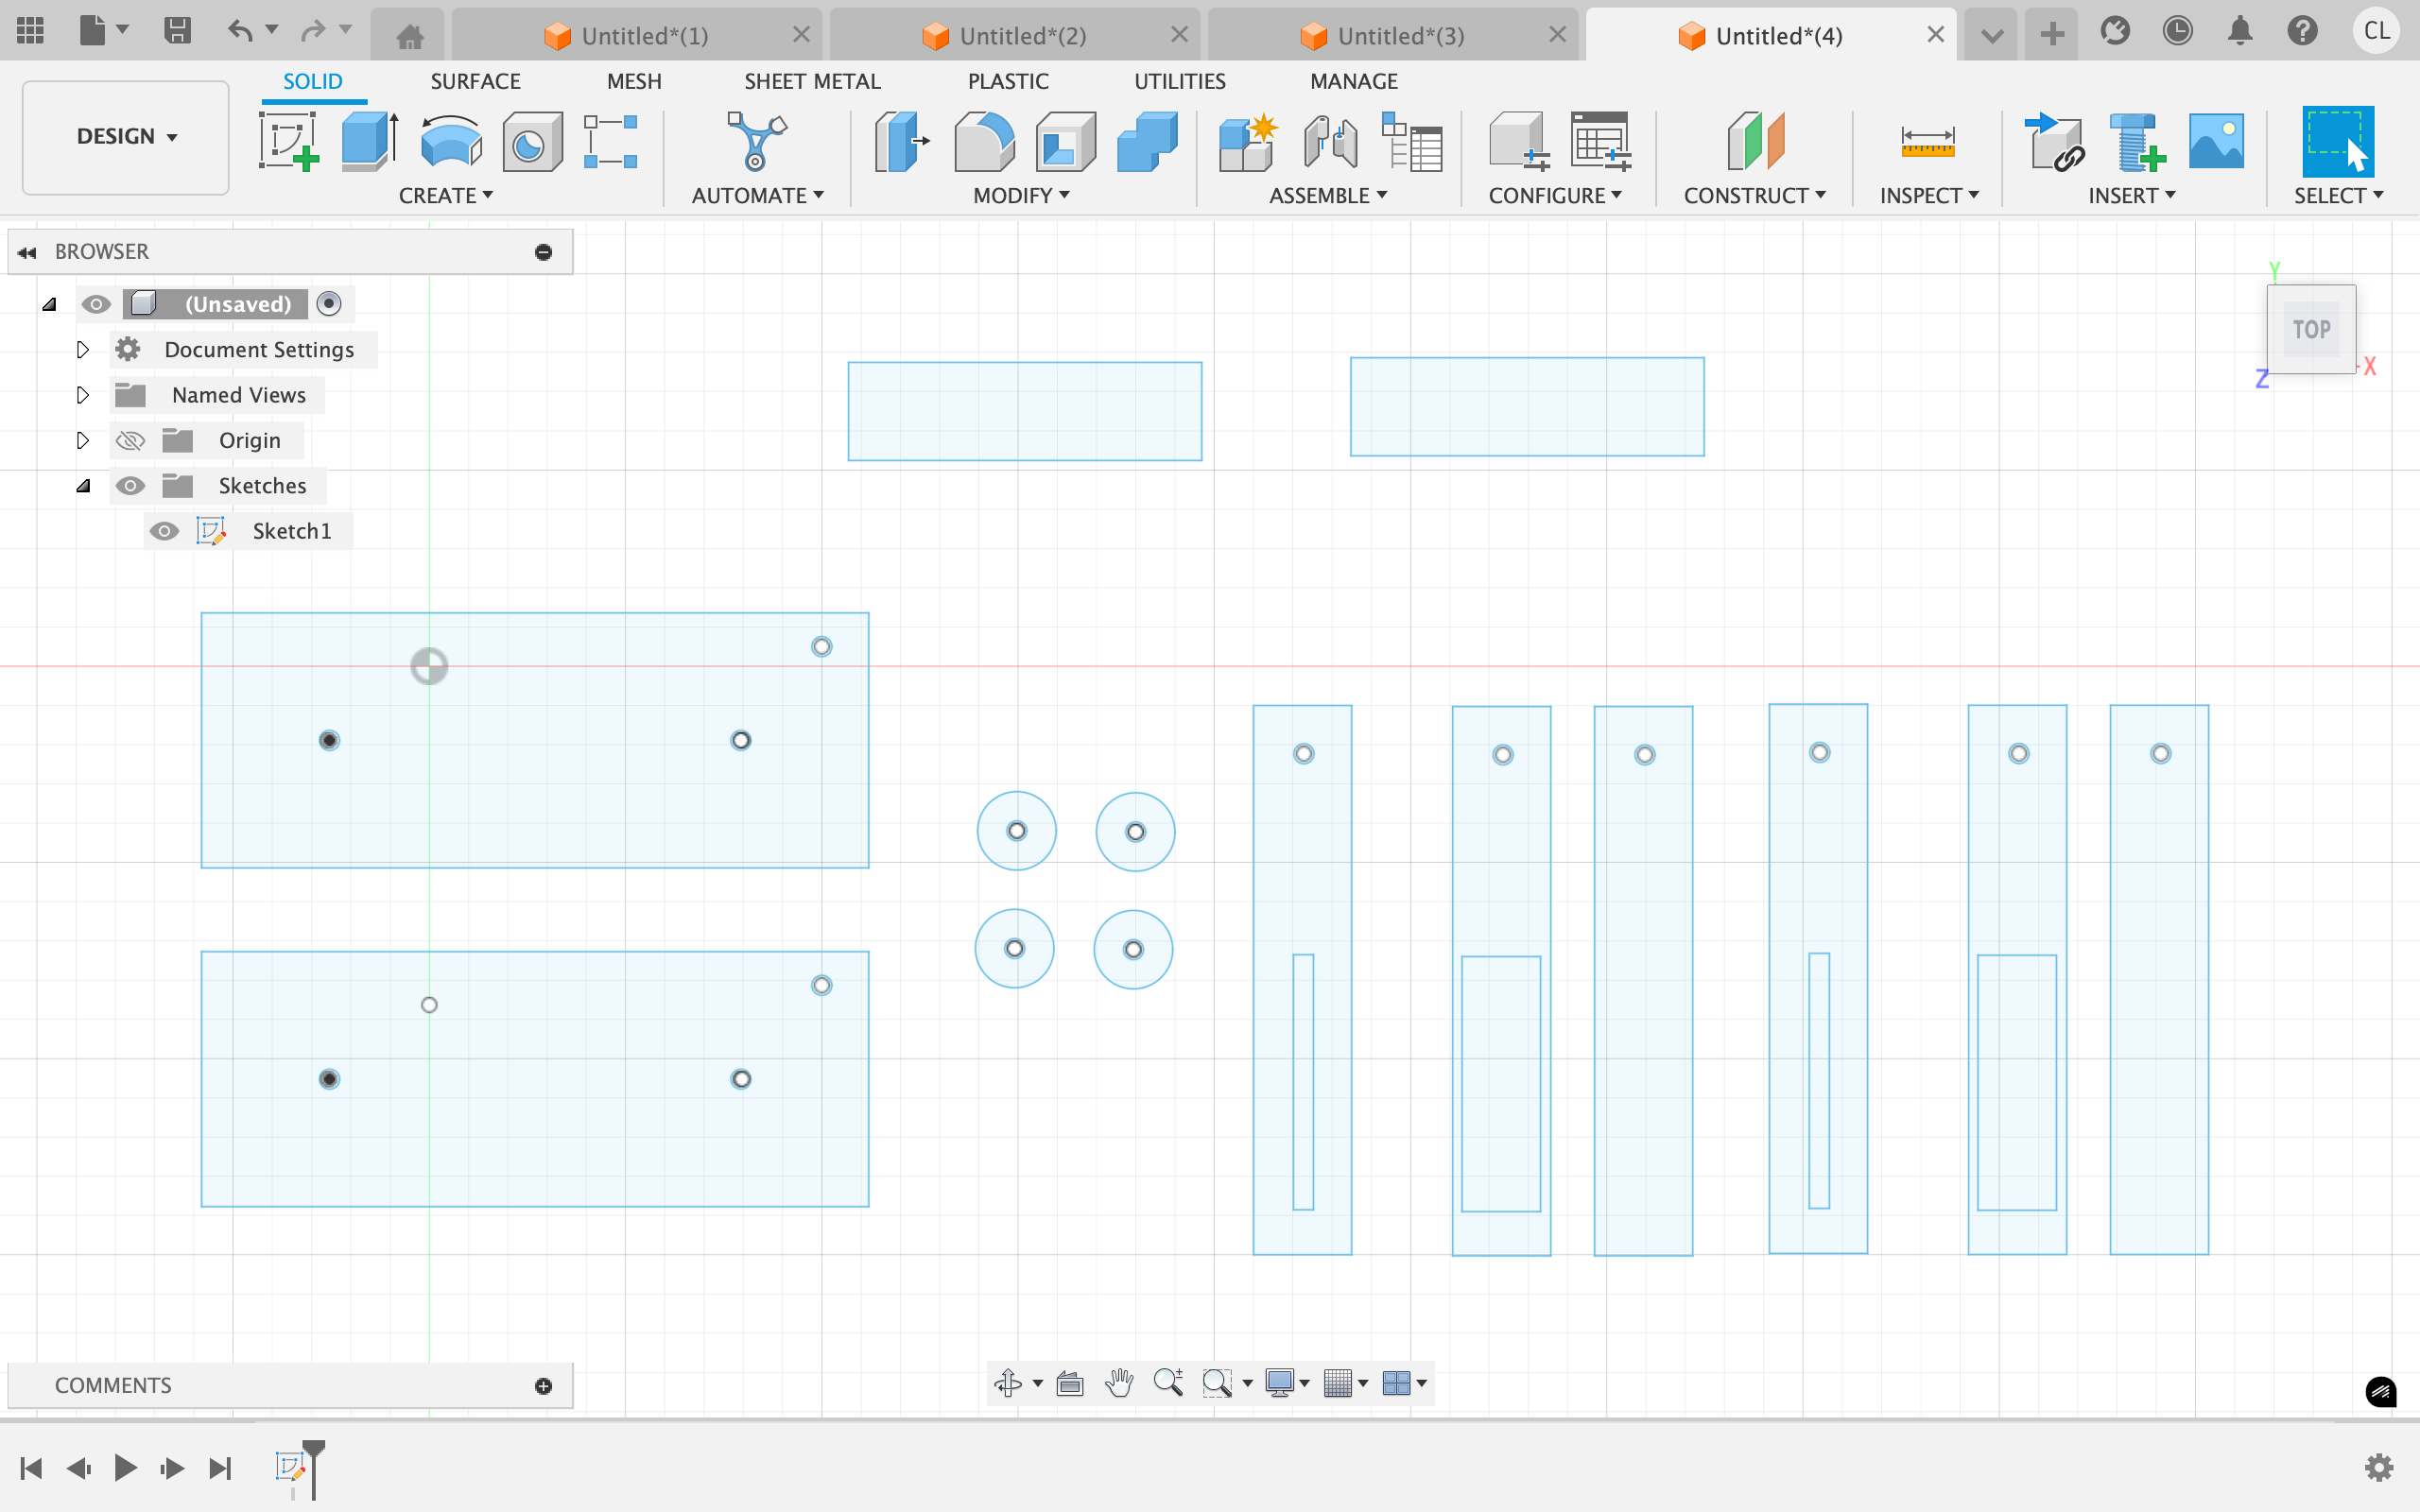 Untitled*(1) Untitled*(2) Untitled*(3) Untitled*(4) CL
SOLID SURFACE MESH SHEET METAL PLASTIC UTILITIES MANAGE
DESIGN
CREATE AUTOMATE MODIFY ASSEMBLE CONFIGURE CONSTRUCT INSPECT INSERT SELECT
BROWSER
(Unsaved)
Document Settings
Named Views
Origin
Sketches
Sketch1
Y
TOP
X
Z
COMMENTS